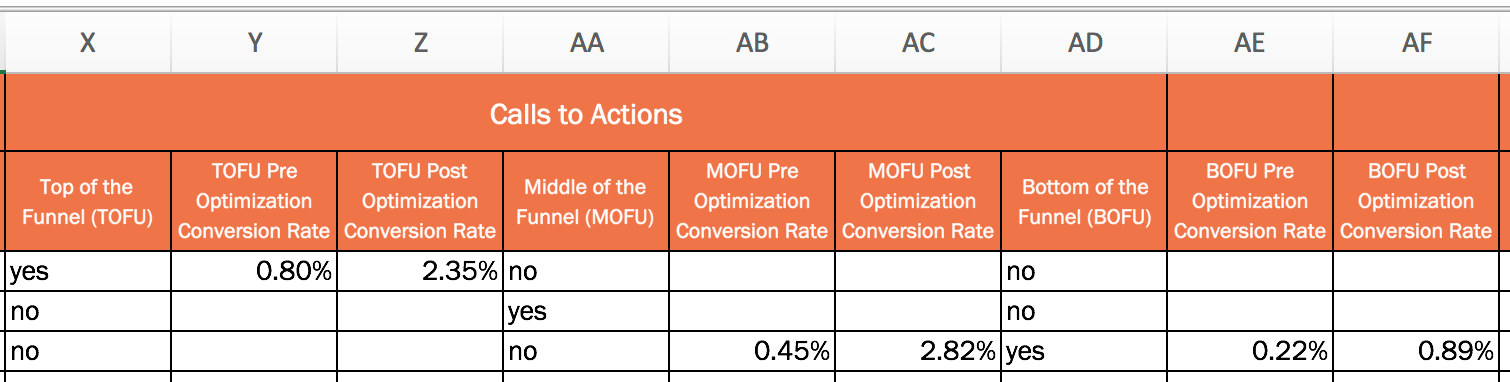 X Y Z AA AB AC AD AE AF
Calls to Actions
Top of the Funnel (TOFU) TOFU Pre Optimization Conversion Rate TOFU Post Optimization Conversion Rate Middle of the Funnel (MOFU) MOFU Pre Optimization Conversion Rate MOFU Post Optimization Conversion Rate Bottom of the Funnel (BOFU) BOFU Pre Optimization Conversion Rate BOFU Post Optimization Conversion Rate
yes 0.80% 2.35% no no
no yes no
no no 0.45% 2.82% yes 0.22% 0.89%